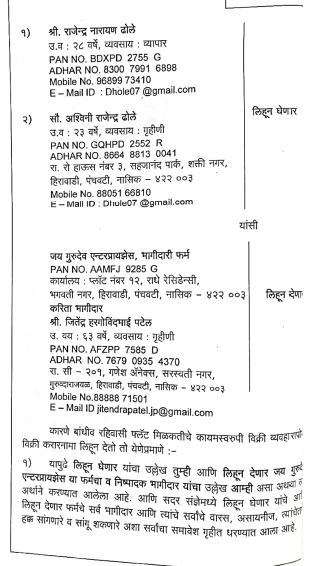 १) श्री. राजेन्द्र नारायण ढोले
उ.व : २८ वर्षे, व्यवसाय : व्यापार
PAN NO. BDXPD 2755 G
ADHAR NO. 8300 7991 6898
Mobile No. 96899 73410
E – Mail ID : Dhole07 @gmail.com
२) सौ. अश्विनी राजेन्द्र ढोले
लिहून घेणार
उ.व : २३ वर्षे, व्यवसाय : गृहीणी
PAN NO. GQHPD 2552 R
ADHAR NO. 8664 8813 0041
रा. रो हाऊस नंबर ३, सहजानंद पार्क, शक्ती नगर,
हिरावाडी, पंचवटी, नासिक – ४२२ ००३
Mobile No. 88051 66810
E – Mail ID : Dhole07 @gmail.com
यांसी
जय गुरुदेव एन्टरप्रायझेस, भागीदारी फर्म
PAN NO. AAMFJ 9285 G
कार्यालय : प्लॉट नंबर १२, राधे रेसिडेन्सी,
भगवती नगर, हिरावाडी, पंचवटी, नासिक – ४२२ ००३
लिहून देणार
करिता भागीदार
श्री. जितेंद्र हरगोविंदभाई पटेल
उ. वय : ६३ वर्षे, व्यवसाय : गृहीणी
PAN NO. AFZPP 7585 D
ADHAR NO. 7679 0935 4370
रा. सी – २०१, गणेश ॲनेक्स, सरस्वती नगर,
गुरुव्दाराजवळ, हिरावाडी, पंचवटी, नासिक – ४२२ ००३
Mobile No.88888 71501
E – Mail ID jitendrapatel.jp@gmail.com
कारणे बांधीव रहिवासी फ्लॅट मिळकतीचे कायमस्वरुपी विक्री व्यवहारापोटी
विक्री करारनामा लिहून देतो तो येणेप्रमाणे :–
१) यापुढे लिहून घेणार यांचा उल्लेख तुम्ही आणि लिहून देणार जय गुरुदेव
एन्टरप्रायझेस या फर्मचा व निष्पादक भागीदार यांचा उल्लेख आम्ही असा अथवा
अर्थाने करण्यात आलेला आहे. आणि सदर संज्ञेमध्ये लिहून घेणार यांचे आणि
लिहून देणार फर्मचे सर्व भागीदार आणि त्यांचे सर्वांचे वारस, असायनीज, त्यांचेतर्फे
हक्क सांगणारे व सांगू शकणारे अशा सर्वांचा समावेश गृहीत धरण्यात आला आहे.